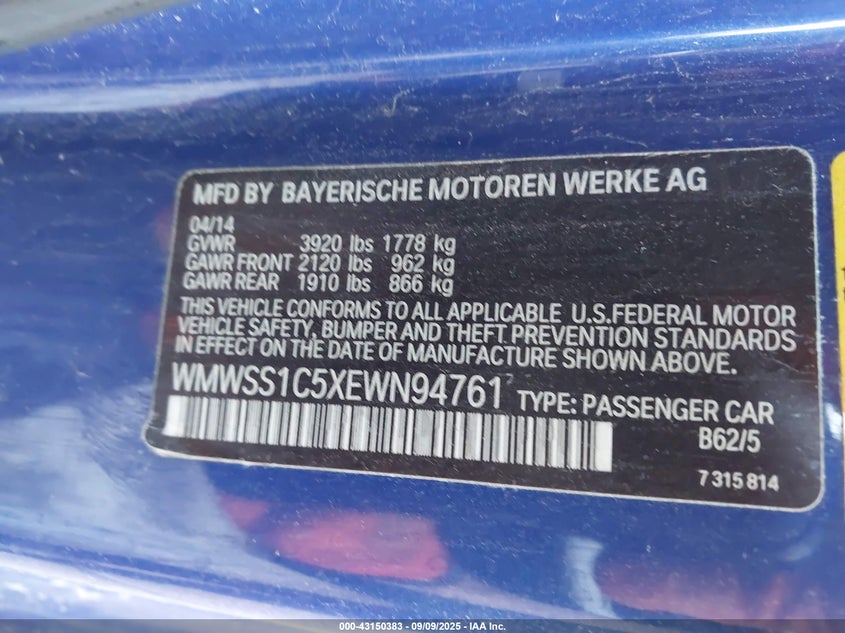 MFD BY BAYERISCHE MOTOREN WERKE AG
04/14
GVWR 3920 lbs 1778 kg
GAWR FRONT 2120 lbs 962 kg
GAWR REAR 1910 lbs 866 kg
THIS VEHICLE CONFORMS TO ALL APPLICABLE U.S.FEDERAL MOTOR
VEHICLE SAFETY, BUMPER AND THEFT PREVENTION STANDARDS
IN EFFECT ON THE DATE OF MANUFACTURE SHOWN ABOVE.
WMWSS1C5XEWN94761 TYPE: PASSENGER CAR
B62/5
7 315 814
000-43150383 - 09/09/2025 - IAA Inc.